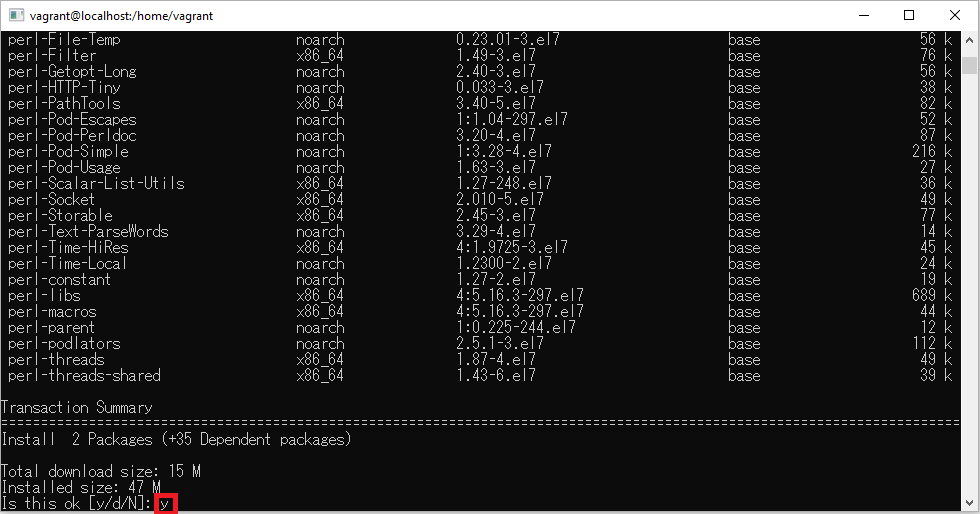 vagrant@localhost:/home/vagrant
perl-File-Temp noarch 0.23.01-3.el7 base 56 k
perl-Filter x86_64 1.49-3.el7 base 76 k
perl-Getopt-Long noarch 2.40-3.el7 base 56 k
perl-HTTP-Tiny noarch 0.033-3.el7 base 38 k
perl-PathTools x86_64 3.40-5.el7 base 82 k
perl-Pod-Escapes noarch 1:1.04-297.el7 base 52 k
perl-Pod-Perldoc noarch 3.20-4.el7 base 87 k
perl-Pod-Simple noarch 1:3.28-4.el7 base 216 k
perl-Pod-Usage noarch 1.63-3.el7 base 27 k
perl-Scalar-List-Utils x86_64 1.27-248.el7 base 36 k
perl-Socket x86_64 2.010-5.el7 base 49 k
perl-Storable x86_64 2.45-3.el7 base 77 k
perl-Text-ParseWords noarch 3.29-4.el7 base 14 k
perl-Time-HiRes x86_64 4:1.9725-3.el7 base 45 k
perl-Time-Local noarch 1.2300-2.el7 base 24 k
perl-constant noarch 1.27-2.el7 base 19 k
perl-libs x86_64 4:5.16.3-297.el7 base 689 k
perl-macros x86_64 4:5.16.3-297.el7 base 44 k
perl-parent noarch 1:0.225-244.el7 base 12 k
perl-podlators noarch 2.5.1-3.el7 base 112 k
perl-threads x86_64 1.87-4.el7 base 49 k
perl-threads-shared x86_64 1.43-6.el7 base 39 k
Transaction Summary
================================================================================
Install 2 Packages (+35 Dependent packages)
Total download size: 15 M
Installed size: 47 M
Is this ok [y/d/N]: y